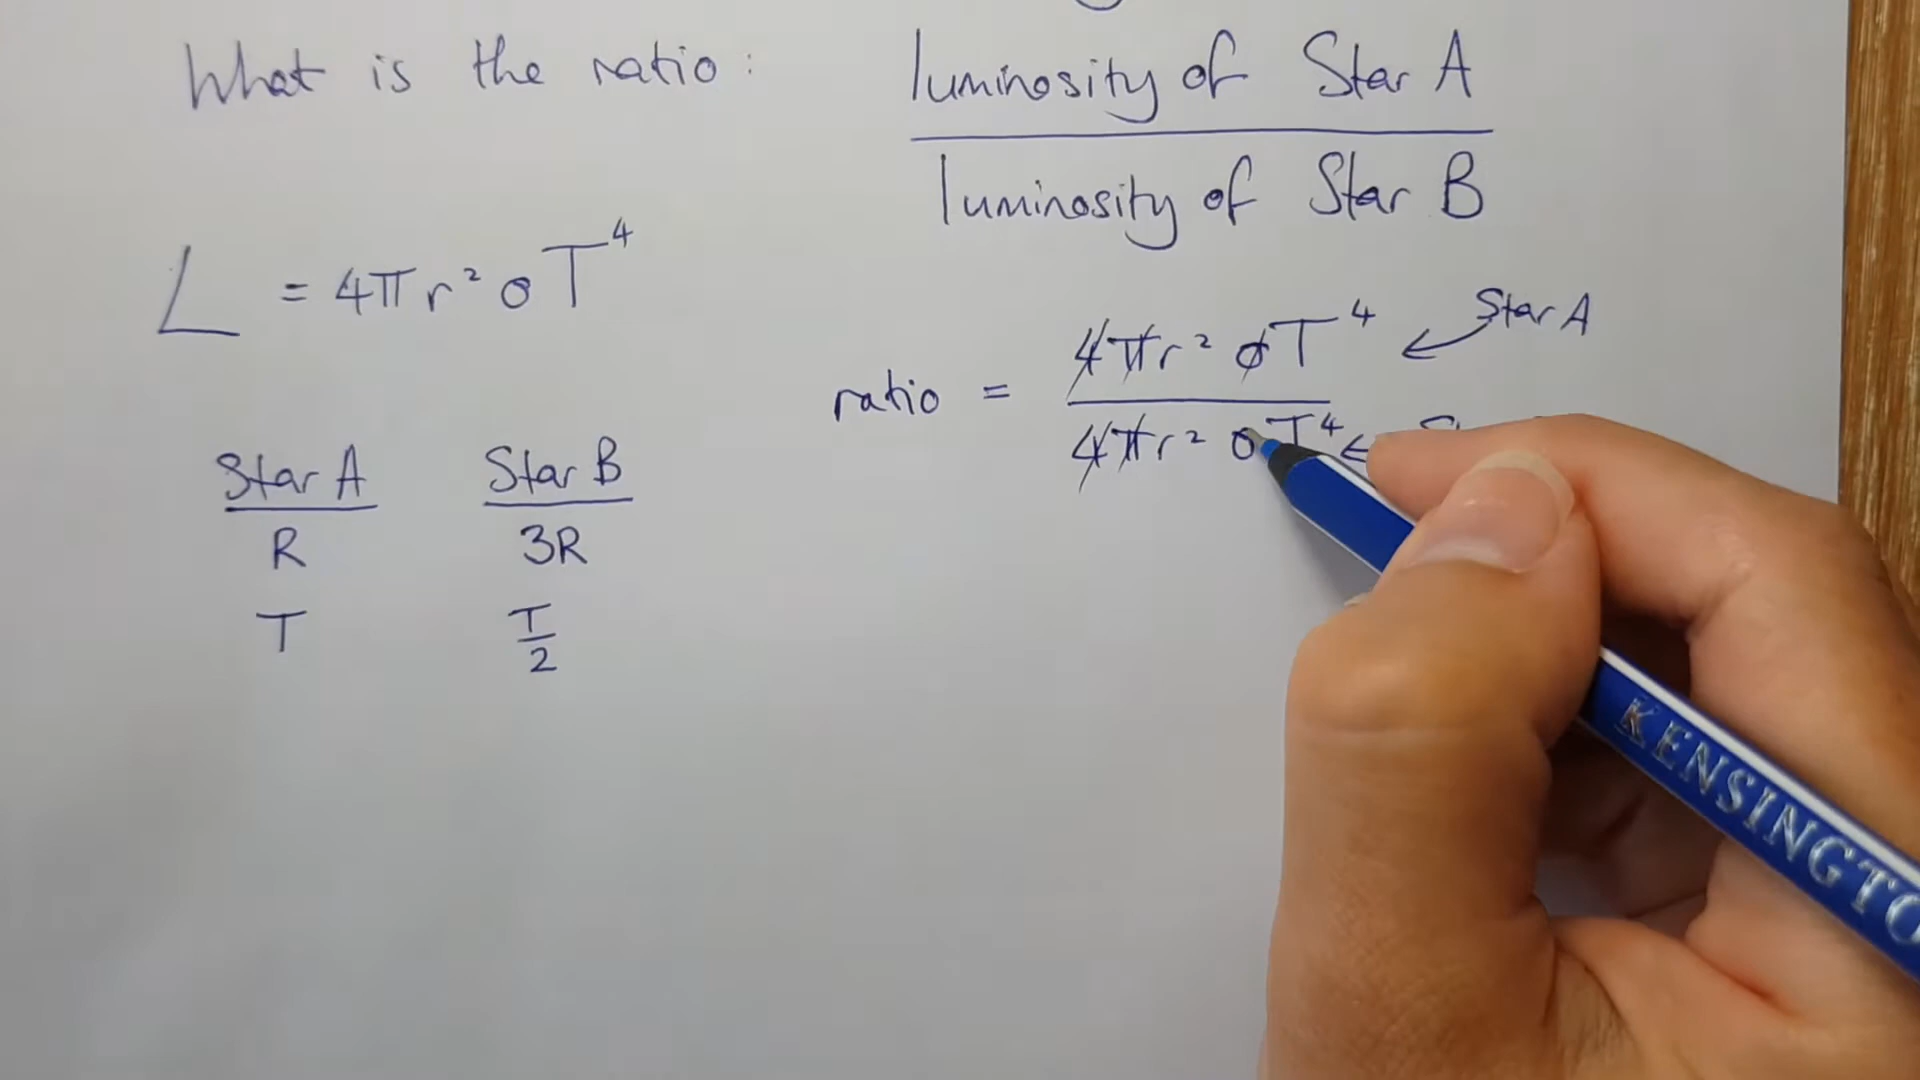 What is the ratio:
luminosity of Star A
luminosity of Star B
L = 4πr²σT⁴
ratio =
4πr²σT⁴
Star A
4πr²σT⁴
Star A
Star B
R
3R
T
T
2
KENSINGTO